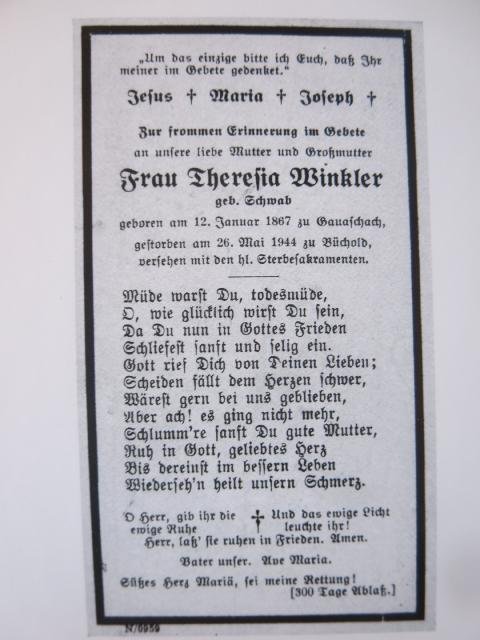 „Um das einzige bitte ich Euch, daß Ihr
meiner im Gebete gedenket.“
Jesus † Maria † Joseph †
Zur frommen Erinnerung im Gebete
an unsere liebe Mutter und Großmutter
Frau Theresia Winkler
geb. Schwab
geboren am 12. Januar 1867 zu Gauaschach,
gestorben am 26. Mai 1944 zu Büchold,
versehen mit den hl. Sterbesakramenten.
Müde warst Du, todesmüde,
O, wie glücklich wirst Du sein,
Da Du nun in Gottes Frieden
Schliefest sanft und selig ein.
Gott rief Dich von Deinen Lieben;
Scheiden fällt dem Herzen schwer,
Wärest gern bei uns geblieben,
Aber ach! es ging nicht mehr,
Schlumm're sanft Du gute Mutter,
Ruh in Gott, geliebtes Herz
Bis dereinst im bessern Leben
Wiederseh'n heilt unsern Schmerz.
O Herr, gib ihr die † Und das ewige Licht
ewige Ruhe leuchte ihr!
Herr, laß' sie ruhen in Frieden. Amen.
Vater unser. Ave Maria.
Süßes Herz Mariä, sei meine Rettung!
[300 Tage Ablaß.]
N/0959